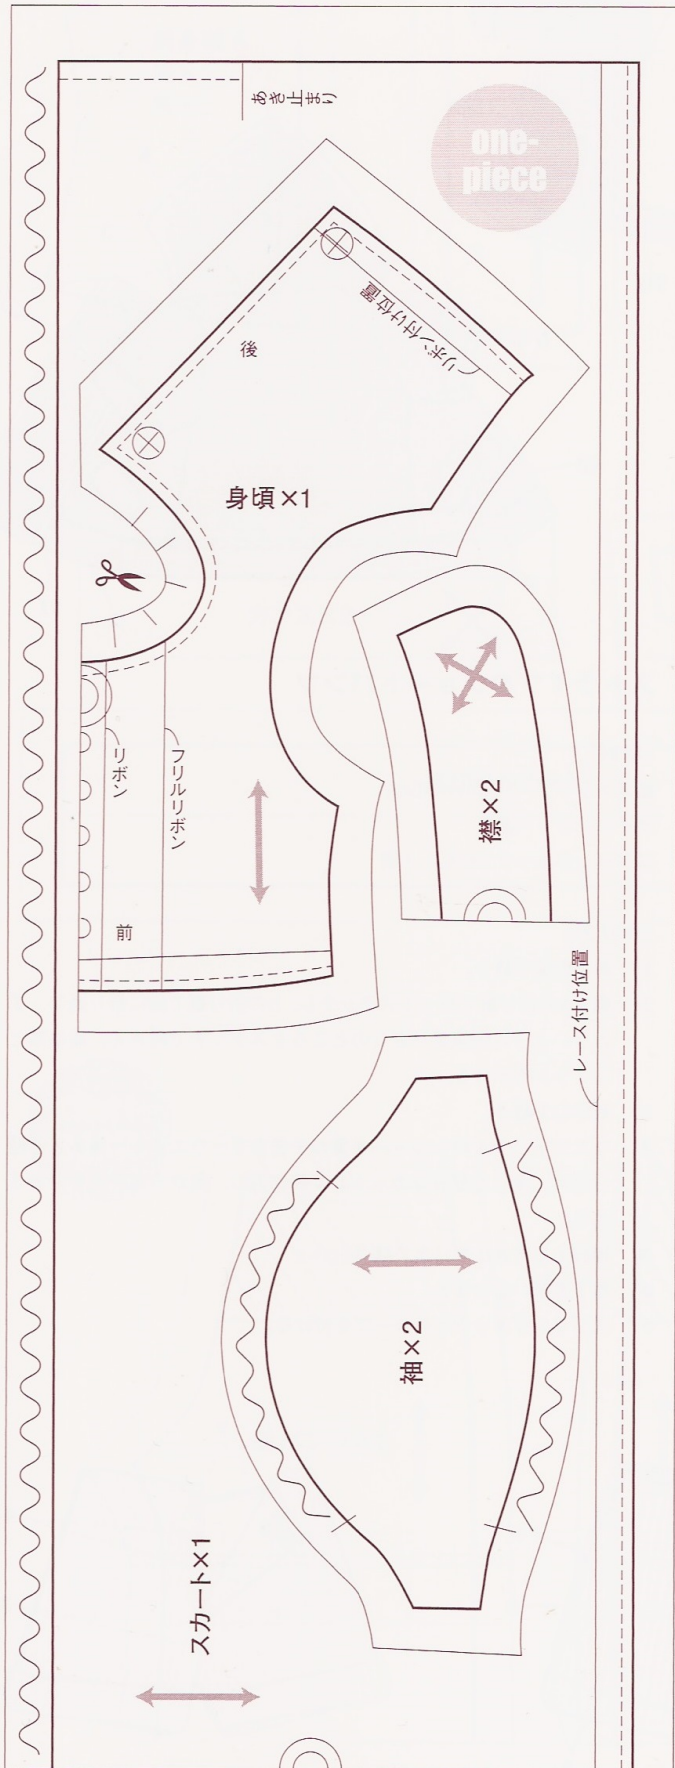 あき止まり
one-
piece
リボン付け位置
後
身頃×1
リボン
フリルリボン
前
襟×2
レース付け位置
袖×2
スカート×1